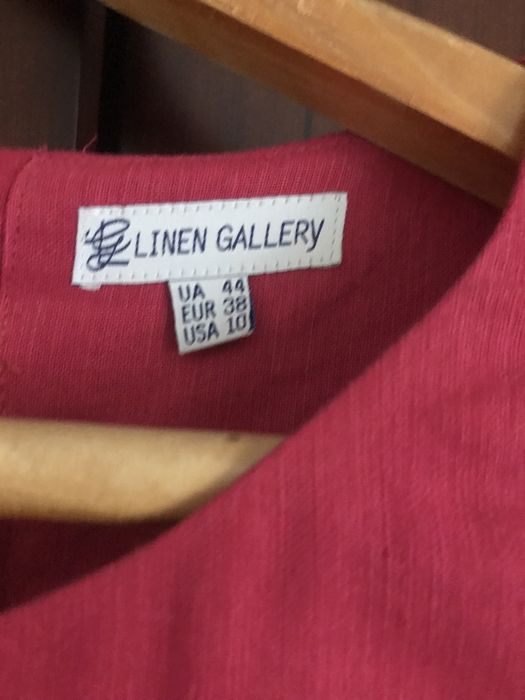 LINEN GALLERY
UA 44
EUR 38
USA 10